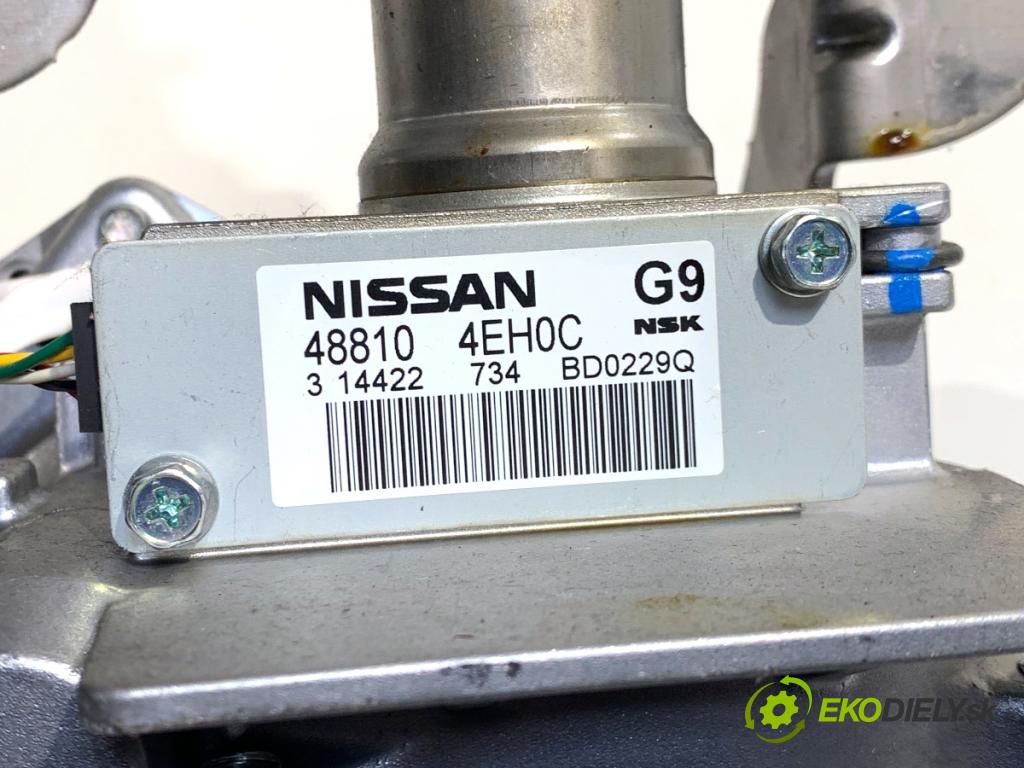 NISSAN G9
48810 4EH0C NSK
3 14422 734 BD0229Q
EKODIELY.sk